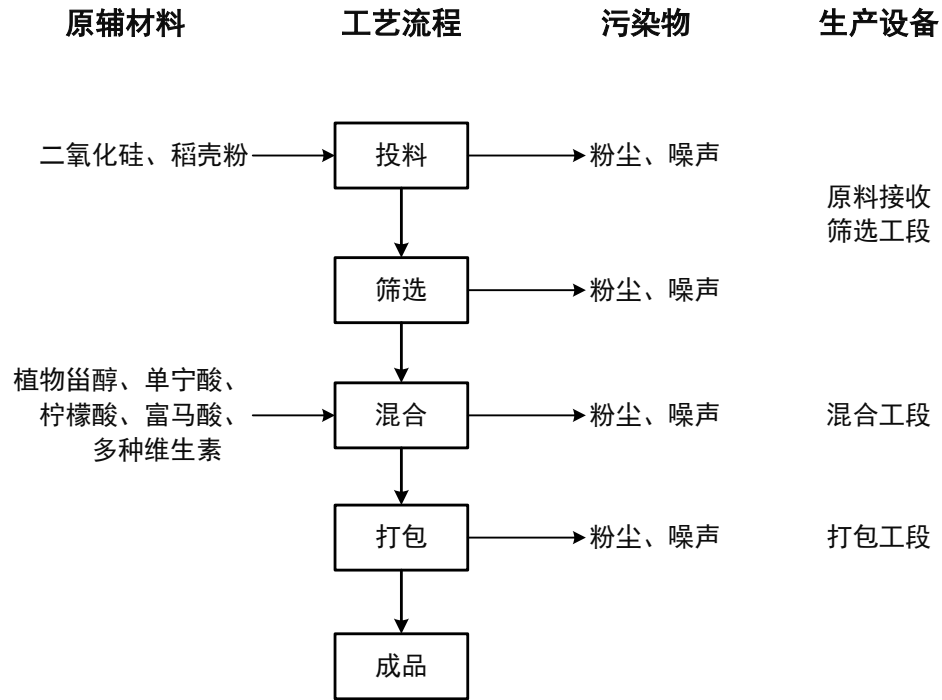 原辅材料 工艺流程 污染物 生产设备
二氧化硅、稻壳粉 投料 粉尘、噪声
原料接收
筛选工段
筛选 粉尘、噪声
植物甾醇、单宁酸、
柠檬酸、富马酸、 混合 粉尘、噪声 混合工段
多种维生素
打包 粉尘、噪声 打包工段
成品